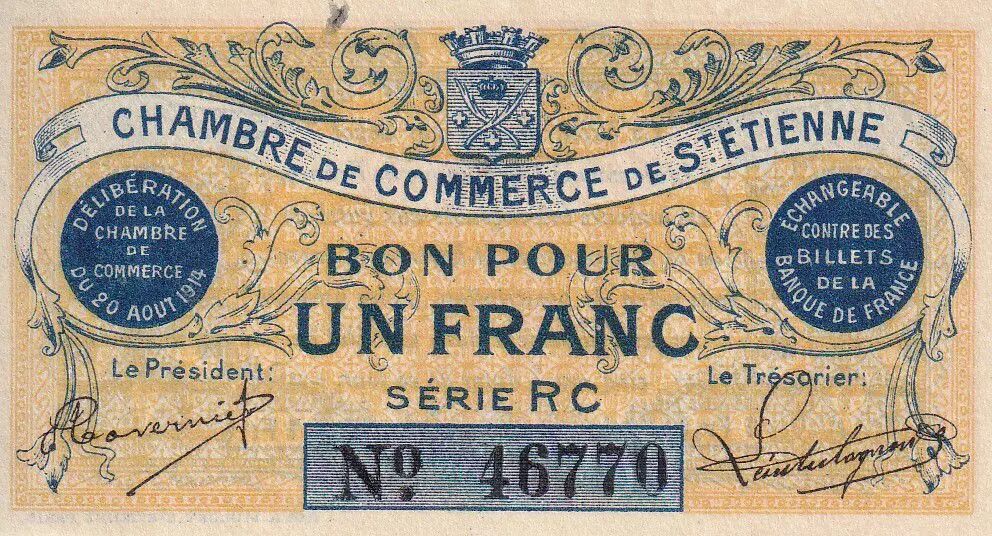 CHAMBRE DE COMMERCE DE ST ETIENNE
DÉLIBÉRATION
DE LA
CHAMBRE
DE
COMMERCE
DU 20 AOUT 1914
ÉCHANGEABLE
CONTRE DES
BILLETS
DE LA
BANQUE DE FRANCE
BON POUR
UN FRANC
SÉRIE RC
Le Président:
Le Trésorier:
No. 46770